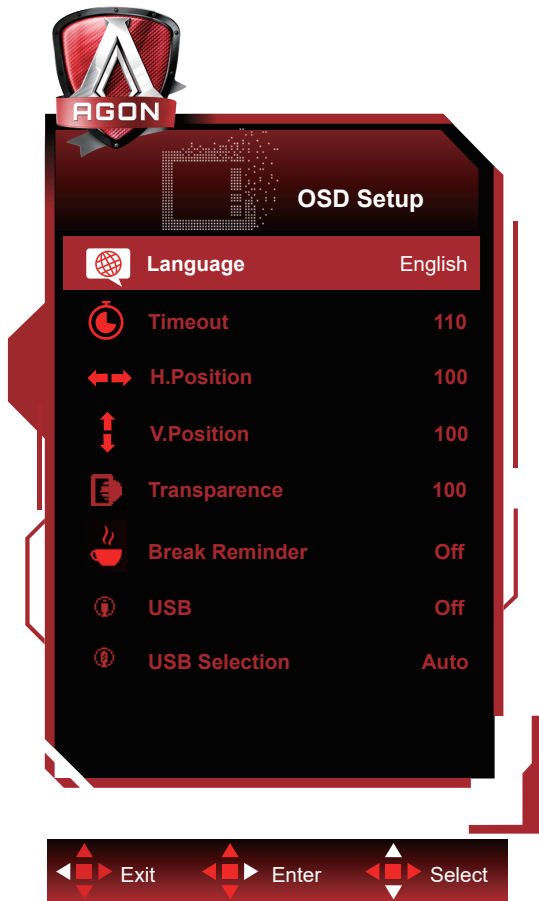 AGON
OSD Setup
Language English
Timeout 110
H.Position 100
V.Position 100
Transparence 100
Break Reminder Off
USB Off
USB Selection Auto
Exit Enter Select